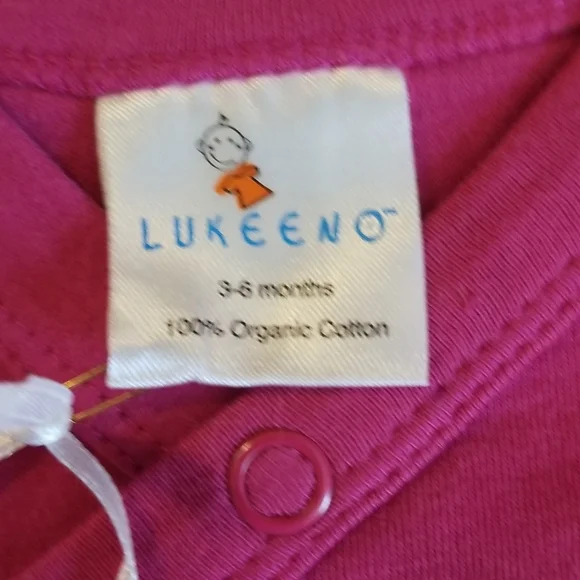 LUKEENO™
3-6 months
100% Organic Cotton